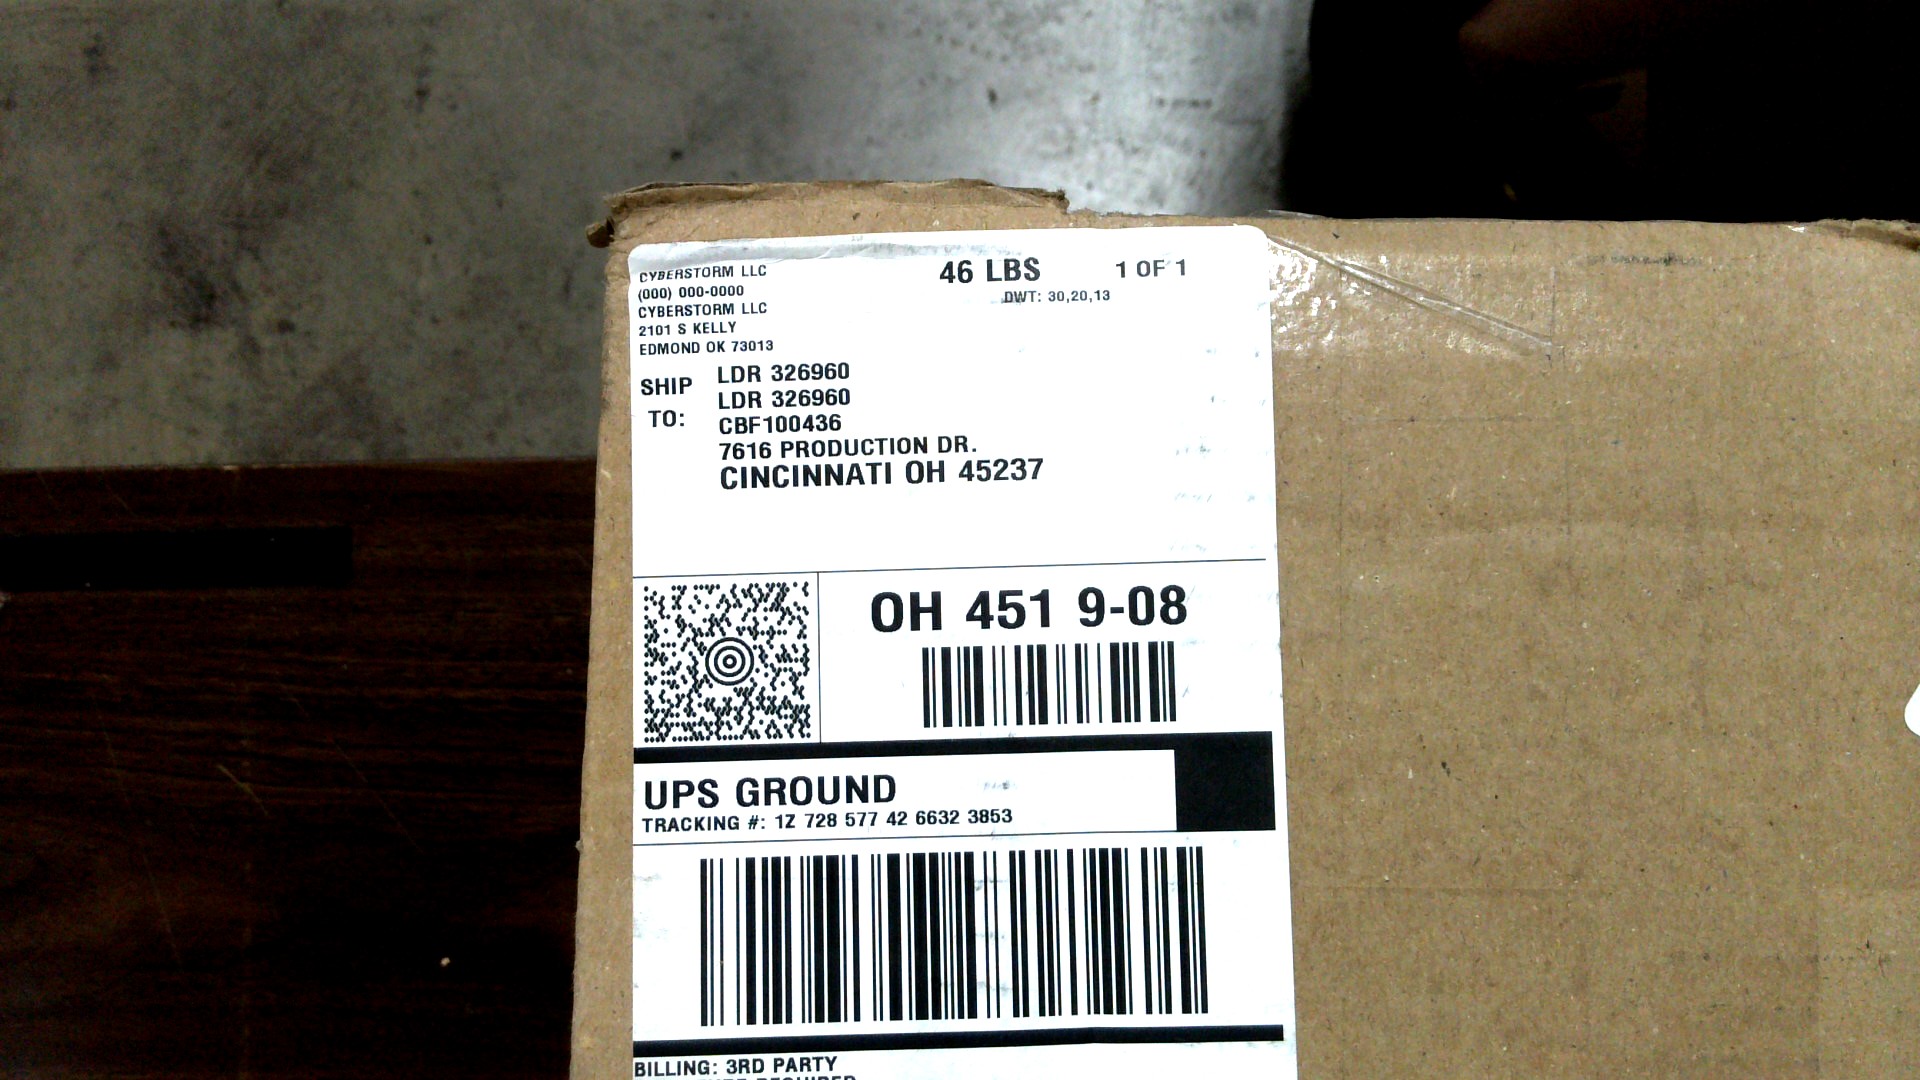 CYBERSTORM LLC
(000) 000-0000
CYBERSTORM LLC
2101 S KELLY
EDMOND OK 73013
46 LBS 1 OF 1
DWT: 30,20,13
SHIP TO:
LDR 326960
LDR 326960
CBF100436
7616 PRODUCTION DR.
CINCINNATI OH 45237
OH 451 9-08
UPS GROUND
TRACKING #: 1Z 728 577 42 6632 3853
BILLING: 3RD PARTY